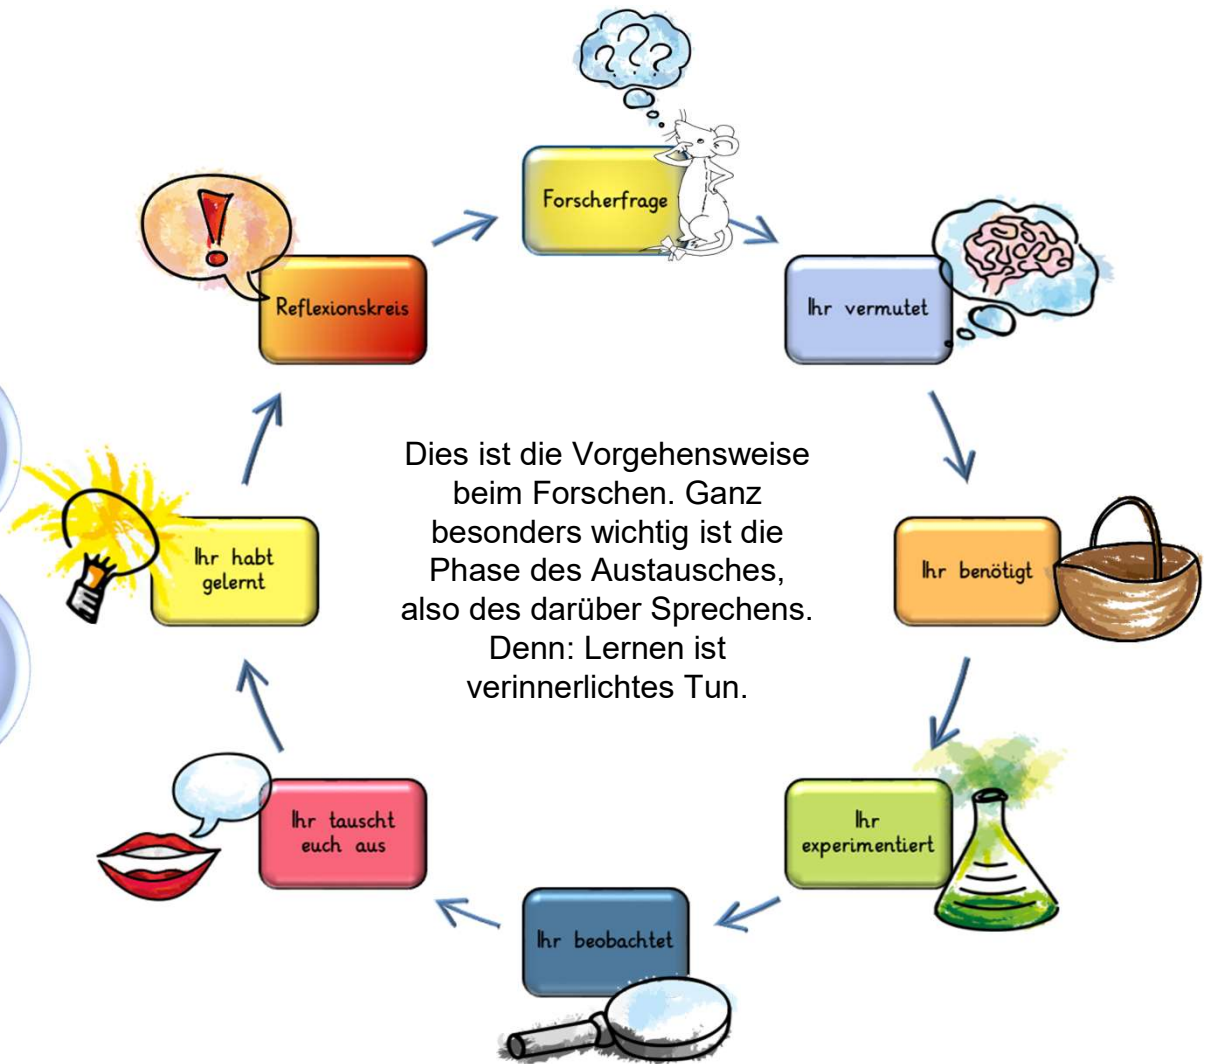 ? ? ?
Forscherfrage
!
Reflexionskreis
Ihr vermutet
Dies ist die Vorgehensweise
beim Forschen. Ganz
besonders wichtig ist die
Phase des Austausches,
also des darüber Sprechens.
Denn: Lernen ist
verinnerlichtes Tun.
Ihr benötigt
Ihr
experimentiert
Ihr beobachtet
Ihr tauscht
euch aus
Ihr habt
gelernt